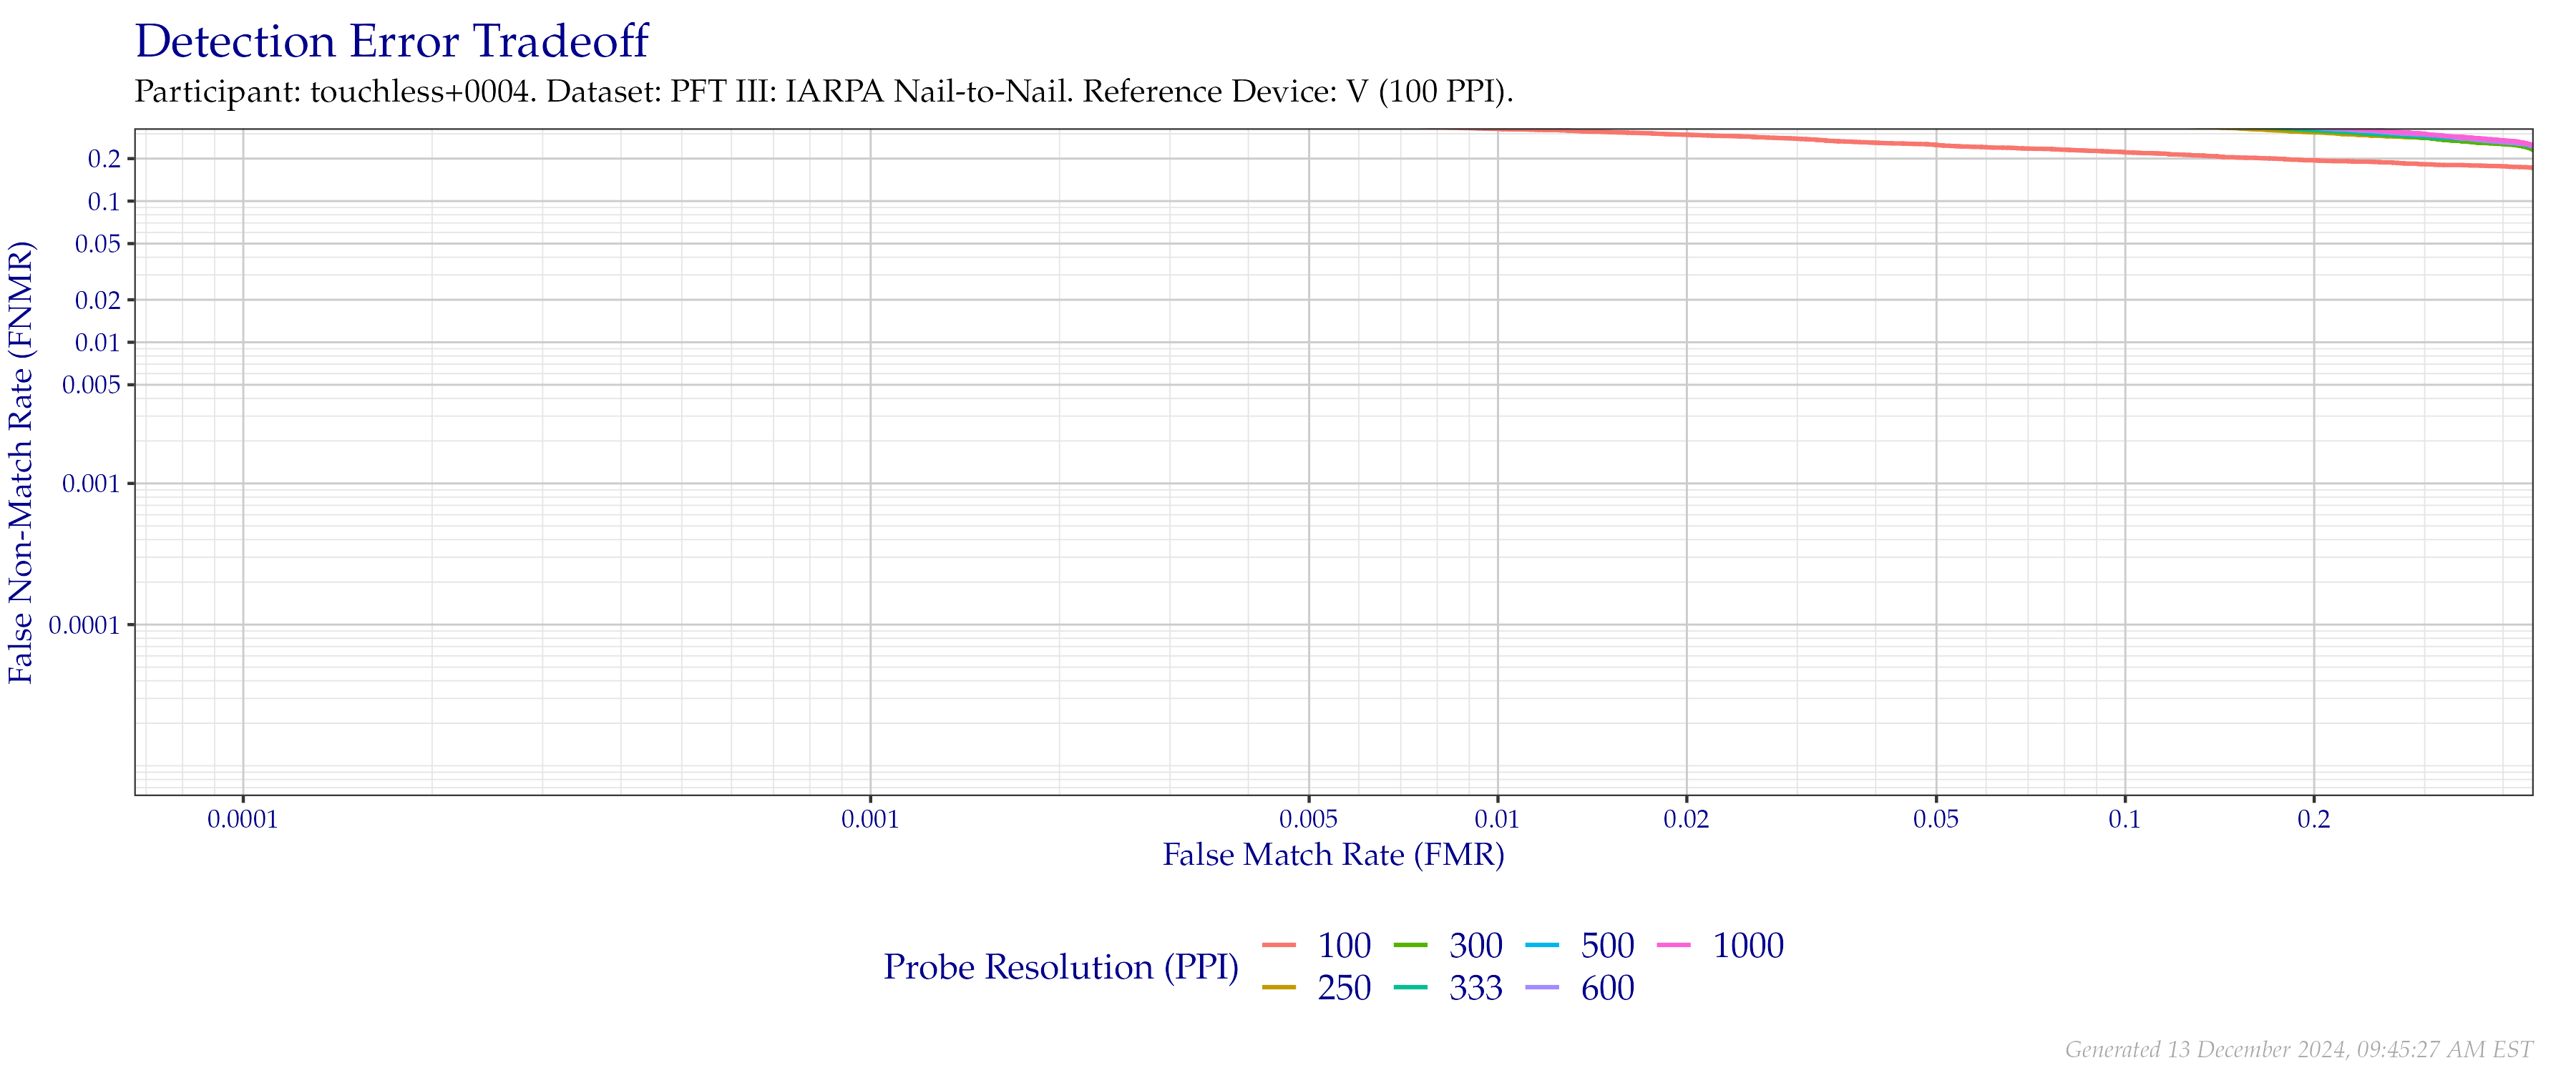 Detection Error Tradeoff
Participant: touchless+0004. Dataset: PFT III: IARPA Nail-to-Nail. Reference Device: V (100 PPI).
False Non-Match Rate (FNMR)
0.2
0.1
0.05
0.02
0.01
0.005
0.001
0.0001
0.0001 0.001 0.005 0.01 0.02 0.05 0.1 0.2
False Match Rate (FMR)
Probe Resolution (PPI)
100 300 500 1000
250 333 600
Generated 13 December 2024, 09:45:27 AM EST